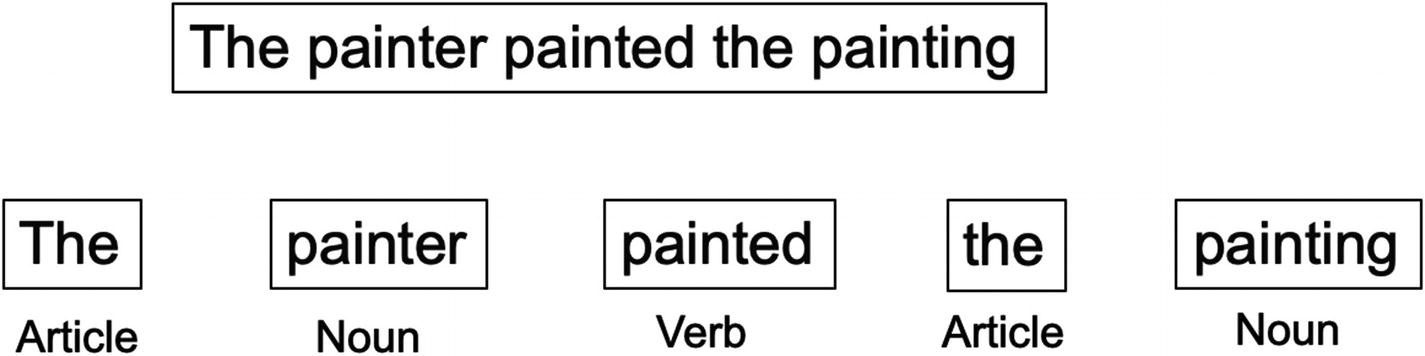 The painter painted the painting
The painter painted the painting
Article Noun Verb Article Noun